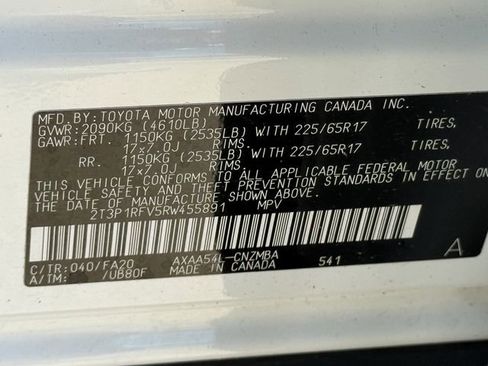 MFD.BY:TOYOTA MOTOR MANUFACTURING CANADA INC.
GVWR:2090KG (4610LB)
GAWR:FRT. 1150KG (2535LB) WITH 225/65R17 TIRES,
17x7.0J RIMS.
RR. 1150KG (2535LB) WITH 225/65R17 TIRES,
17x7.0J RIMS.
THIS VEHICLE CONFORMS TO ALL APPLICABLE FEDERAL MOTOR
VEHICLE SAFETY AND THEFT PREVENTION STANDARDS IN EFFECT ON
THE DATE OF MANUFACTURE SHOWN ABOVE.
2T3P1RFV5RW455891 MPV
C/TR:040/FA20 AXAA54L-CNZMBA 541 A
A/TM: /UB80F MADE IN CANADA